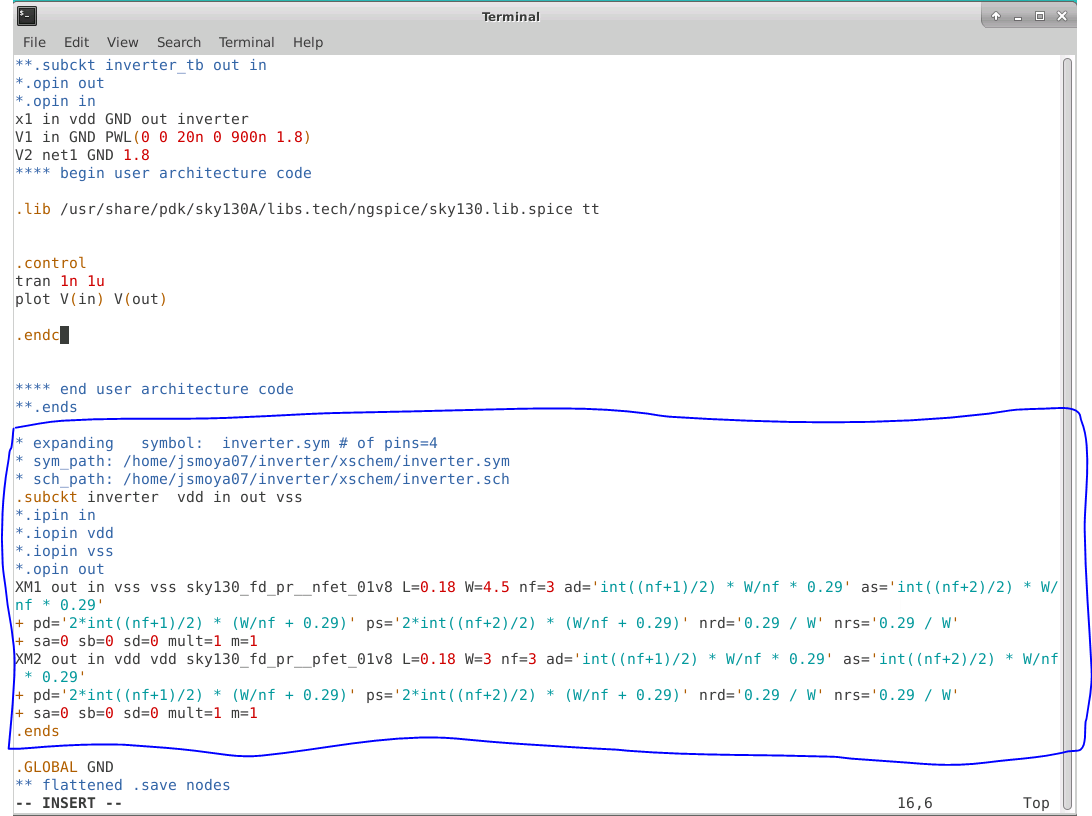 Terminal
File Edit View Search Terminal Help
**.subckt inverter_tb out in
*.opin out
*.opin in
x1 in vdd GND out inverter
V1 in GND PWL(0 0 20n 0 900n 1.8)
V2 net1 GND 1.8
**** begin user architecture code
.lib /usr/share/pdk/sky130A/libs.tech/ngspice/sky130.lib.spice tt
.control
tran 1n 1u
plot V(in) V(out)
.endc
**** end user architecture code
**.ends
* expanding   symbol:  inverter.sym # of pins=4
* sym_path: /home/jsmoya07/inverter/xschem/inverter.sym
* sch_path: /home/jsmoya07/inverter/xschem/inverter.sch
.subckt inverter  vdd in out vss
*.ipin in
*.iopin vdd
*.iopin vss
*.opin out
XM1 out in vss vss sky130_fd_pr__nfet_01v8 L=0.18 W=4.5 nf=3 ad='int((nf+1)/2) * W/nf * 0.29' as='int((nf+2)/2) * W/
nf * 0.29'
+ pd='2*int((nf+1)/2) * (W/nf + 0.29)' ps='2*int((nf+2)/2) * (W/nf + 0.29)' nrd='0.29 / W' nrs='0.29 / W'
+ sa=0 sb=0 sd=0 mult=1 m=1
XM2 out in vdd vdd sky130_fd_pr__pfet_01v8 L=0.18 W=3 nf=3 ad='int((nf+1)/2) * W/nf * 0.29' as='int((nf+2)/2) * W/nf
 * 0.29'
+ pd='2*int((nf+1)/2) * (W/nf + 0.29)' ps='2*int((nf+2)/2) * (W/nf + 0.29)' nrd='0.29 / W' nrs='0.29 / W'
+ sa=0 sb=0 sd=0 mult=1 m=1
.ends
.GLOBAL GND
** flattened .save nodes
-- INSERT -- 16,6 Top